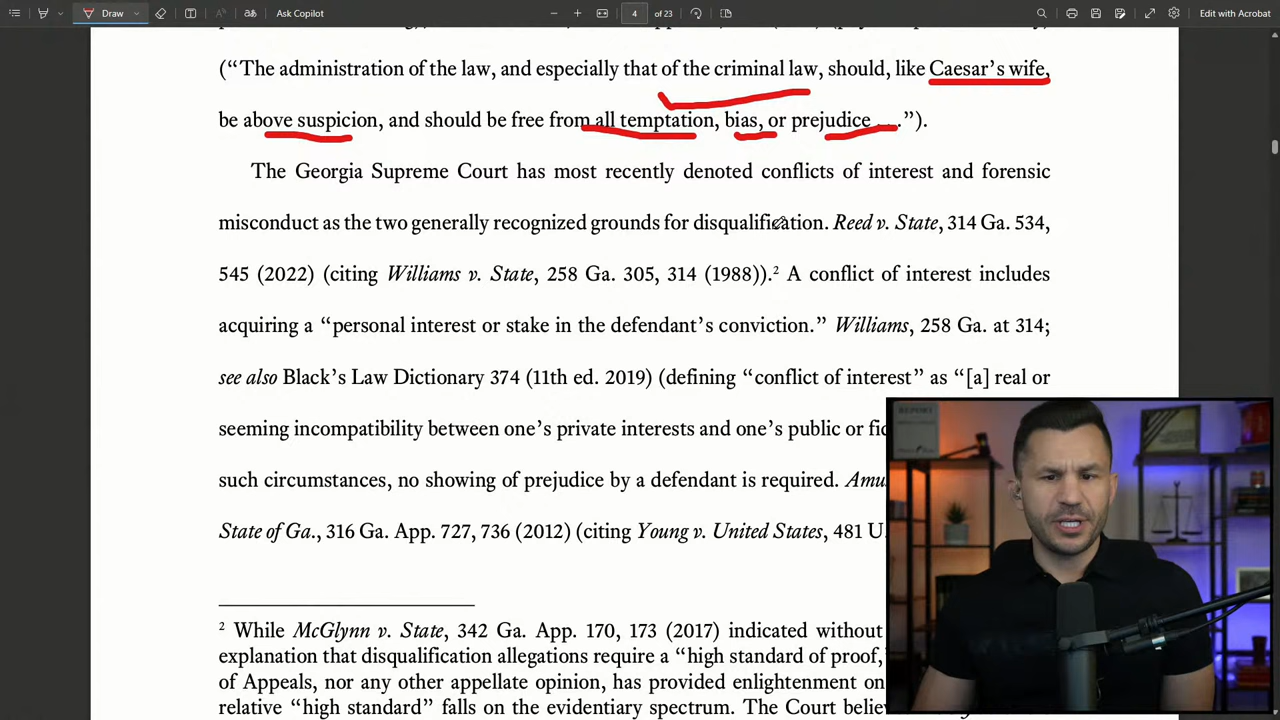 Draw
Ask Copilot
4 of 23
Edit with Acrobat
(“The administration of the law, and especially that of the criminal law, should, like Caesar’s wife,
be above suspicion, and should be free from all temptation, bias, or prejudice . . .”).
The Georgia Supreme Court has most recently denoted conflicts of interest and forensic
misconduct as the two generally recognized grounds for disqualification. Reed v. State, 314 Ga. 534,
545 (2022) (citing Williams v. State, 258 Ga. 305, 314 (1988)).² A conflict of interest includes
acquiring a “personal interest or stake in the defendant’s conviction.” Williams, 258 Ga. at 314;
see also Black’s Law Dictionary 374 (11th ed. 2019) (defining “conflict of interest” as “[a] real or
seeming incompatibility between one’s private interests and one’s public or
such circumstances, no showing of prejudice by a defendant is required.
State of Ga., 316 Ga. App. 727, 736 (2012) (citing Young v. United States, 481 U
² While McGlynn v. State, 342 Ga. App. 170, 173 (2017) indicated without
explanation that disqualification allegations require a “high standard of proof,
of Appeals, nor any other appellate opinion, has provided enlightenment on
relative “high standard” falls on the evidentiary spectrum. The Court
REPORT